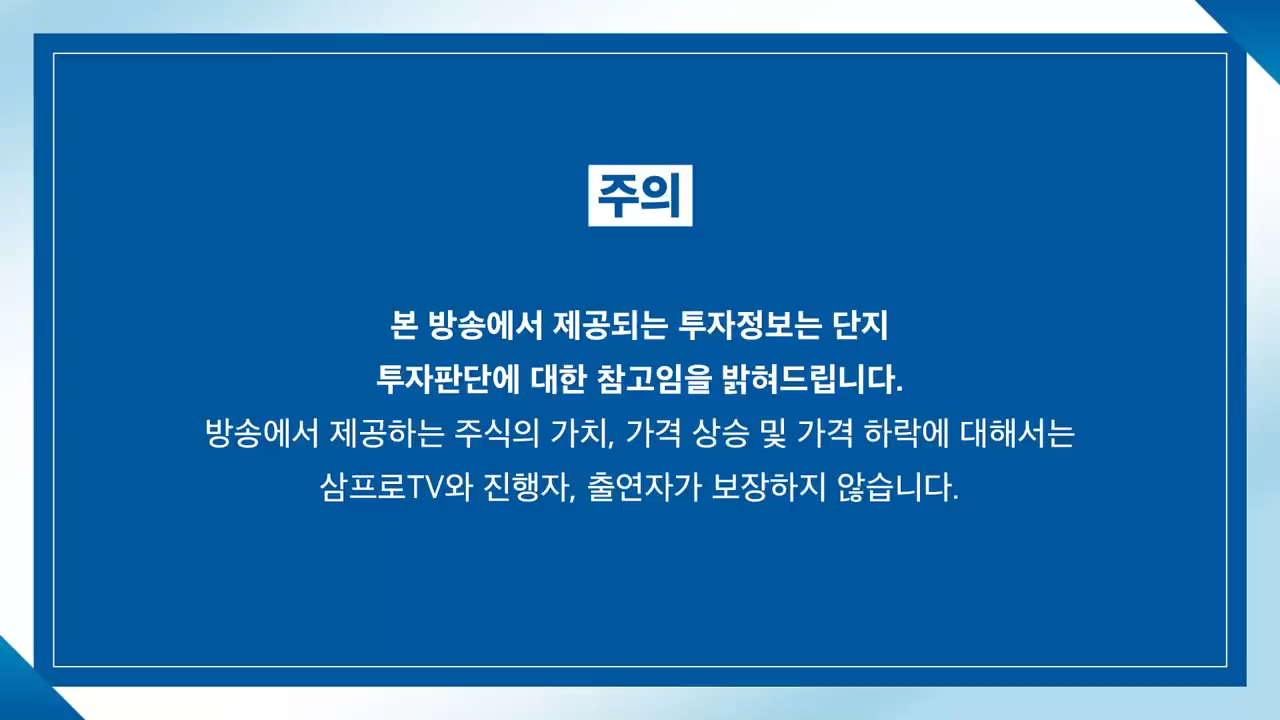 주의
본 방송에서 제공되는 투자정보는 단지
투자판단에 대한 참고임을 밝혀드립니다.
방송에서 제공하는 주식의 가치, 가격 상승 및 가격 하락에 대해서는
삼프로TV와 진행자, 출연자가 보장하지 않습니다.